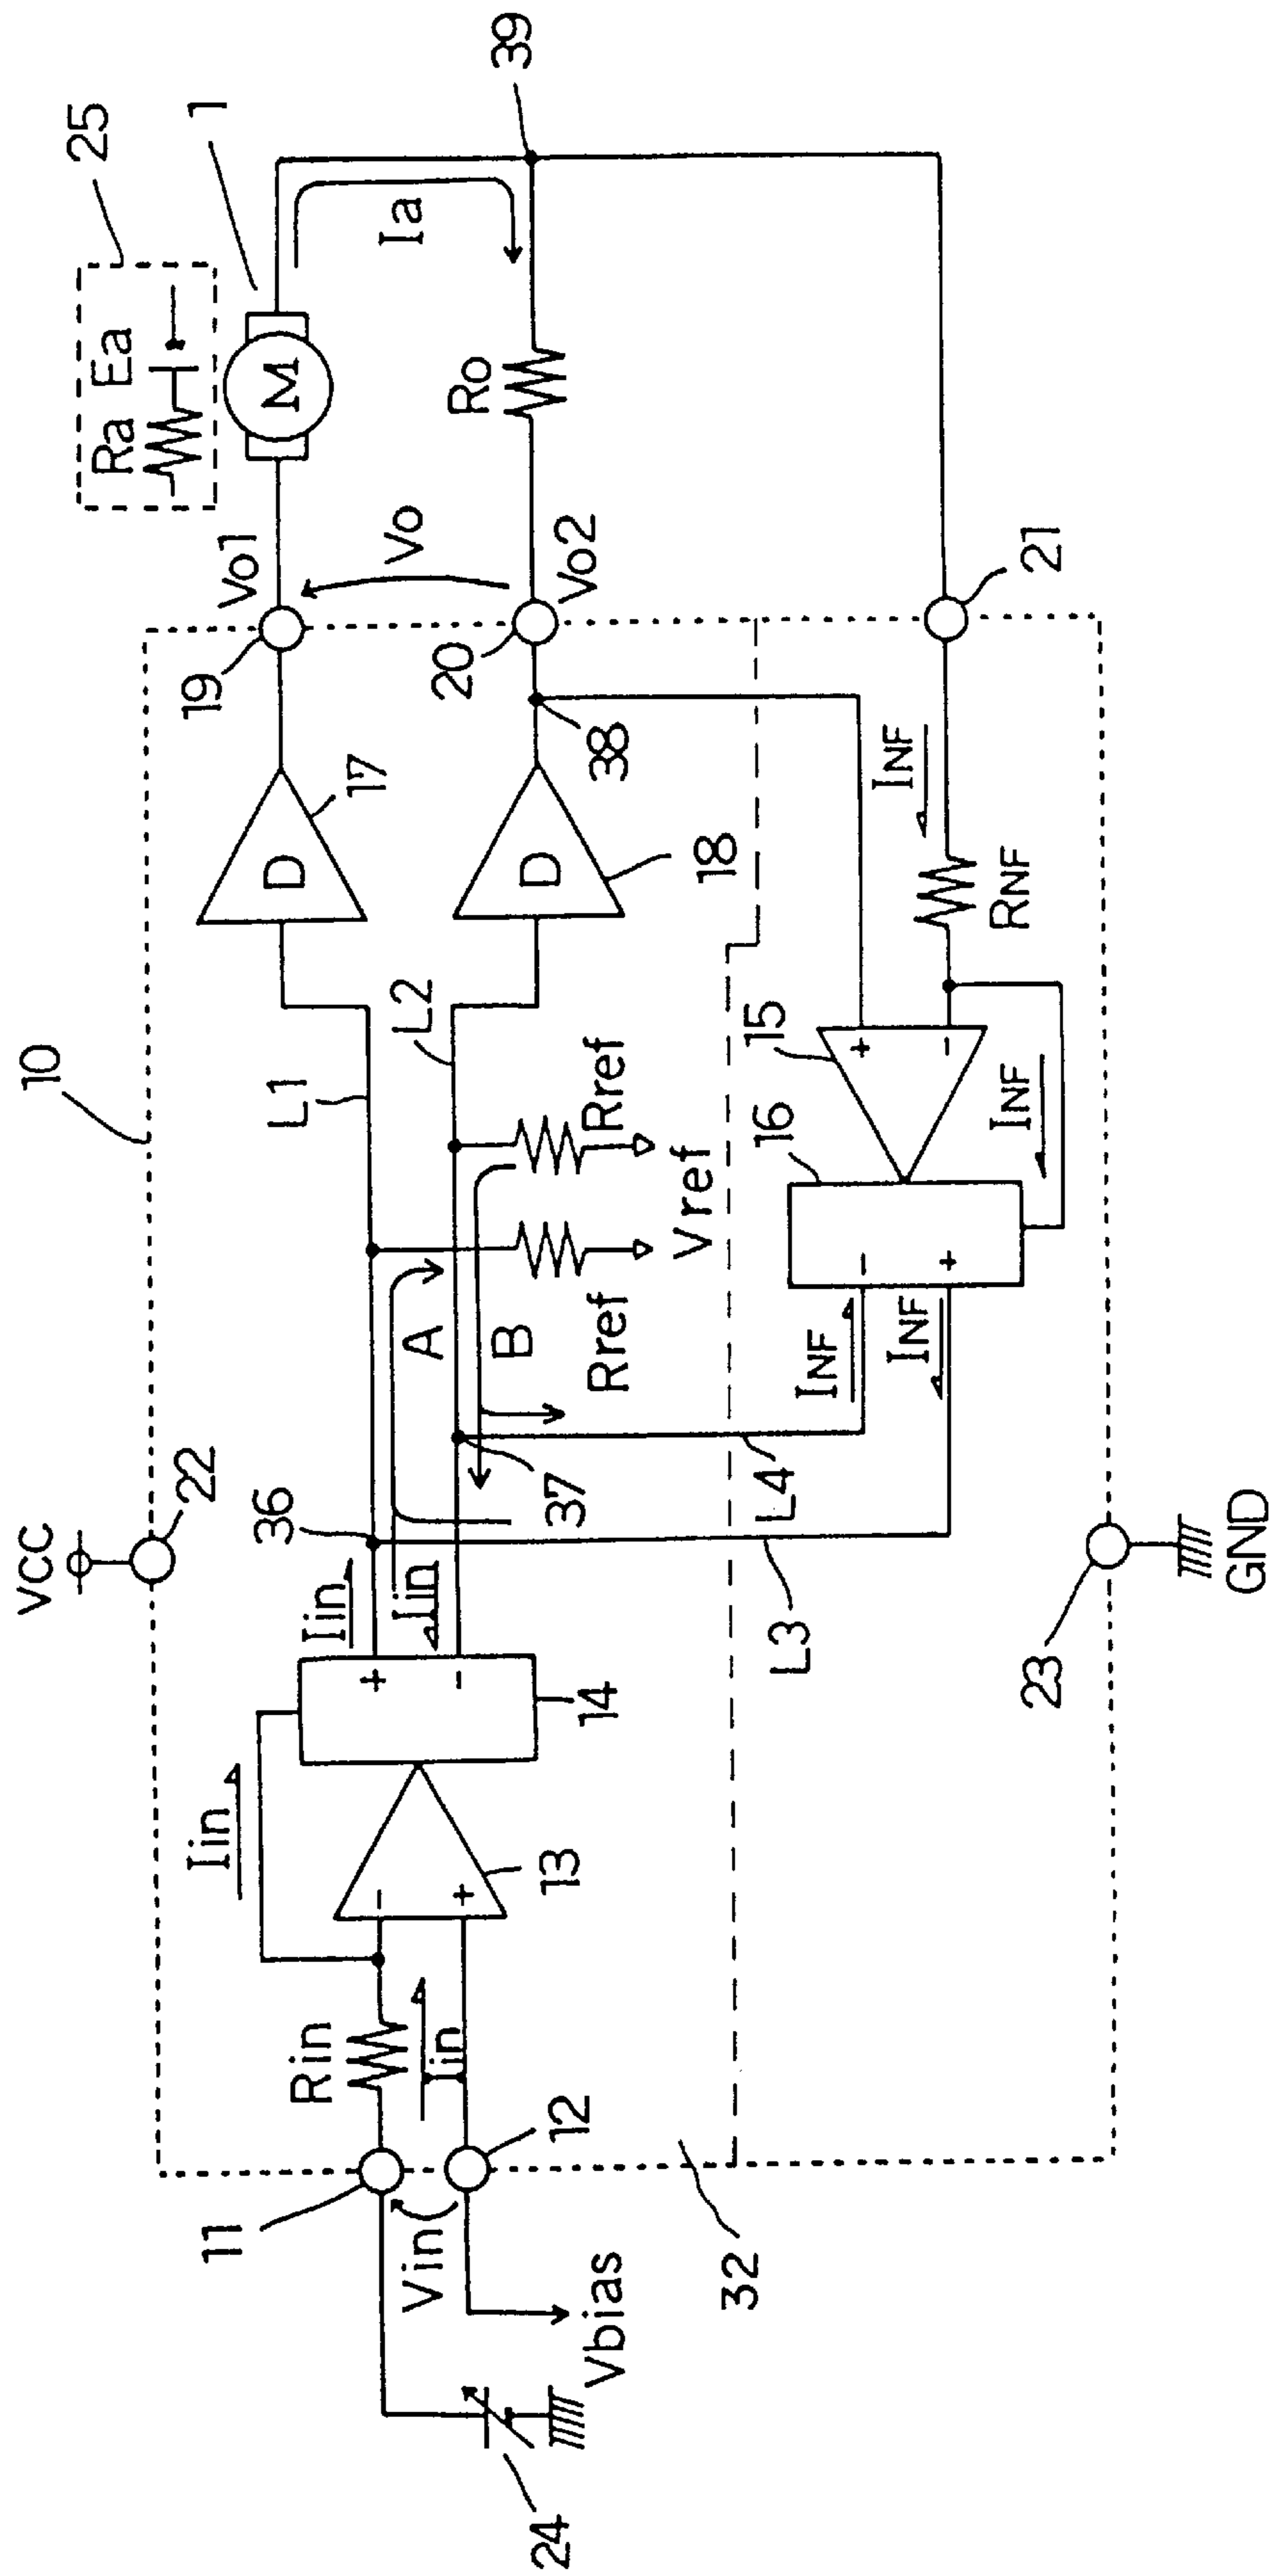 25
1
39
Ra Ea
M
Ia
Ro
Vo1
Vo
Vo2
19
20
21
10
D
17
D
18
38
INF
RNF
L1
L2
Rref
Rref
Vref
A
B
15
+
-
16
INF
-
+
INF
INF
VCC
22
36
37
L4
L3
Iin
Iin
+
-
14
Iin
13
-
+
Rin
Iin
11
12
Vin
Vbias
24
32
23
GND